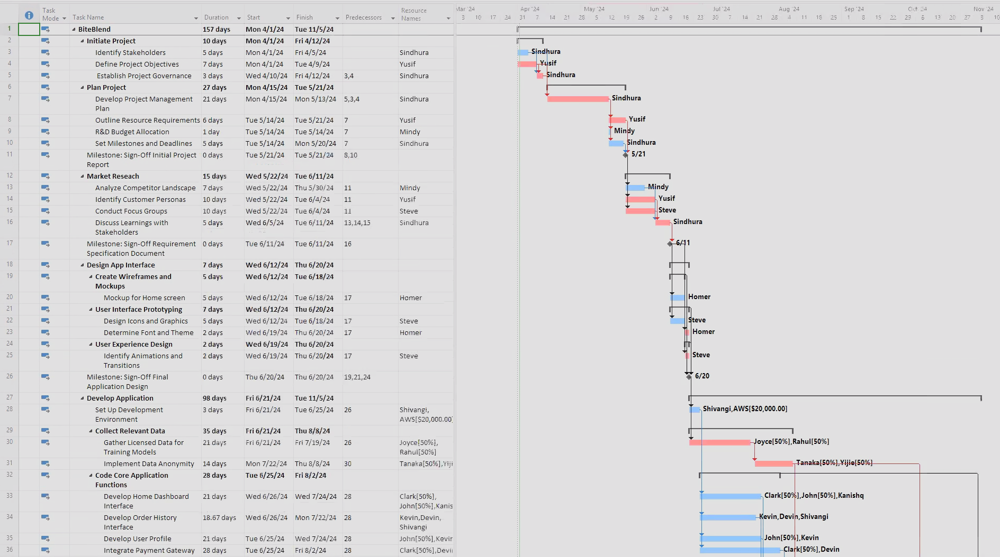 Task Mode Task Name Duration Start Finish Predecessors Resource Names
Mar '24 Apr '24 May '24 Jun '24 Jul '24 Aug '24 Sep '24 Oct '24 Nov '24
3 10 17 24 31 7 14 21 28 5 12 19 26 2 9 16 23 30 7 14 21 28 4 11 18 25 1 8 15 22 29 6 13 20 27 3 10
1 BiteBlend 157 days Mon 4/1/24 Tue 11/5/24
2 Initiate Project 10 days Mon 4/1/24 Fri 4/12/24
3 Identify Stakeholders 5 days Mon 4/1/24 Fri 4/5/24 Sindhura Sindhura
4 Define Project Objectives 7 days Mon 4/1/24 Tue 4/9/24 Yusif Yusif
5 Establish Project Governance 3 days Wed 4/10/24 Fri 4/12/24 3,4 Sindhura Sindhura
6 Plan Project 27 days Mon 4/15/24 Tue 5/21/24
7 Develop Project Management 21 days Mon 4/15/24 Mon 5/13/24 5,3,4 Sindhura Sindhura
Plan
8 Outline Resource Requirements 6 days Tue 5/14/24 Tue 5/21/24 7 Yusif Yusif
9 R&D Budget Allocation 1 day Tue 5/14/24 Tue 5/14/24 7 Mindy Mindy
10 Set Milestones and Deadlines 5 days Tue 5/14/24 Mon 5/20/24 7 Sindhura Sindhura
11 Milestone: Sign-Off Initial Project 0 days Tue 5/21/24 Tue 5/21/24 8,10 5/21
Report
12 Market Reseach 15 days Wed 5/22/24 Tue 6/11/24
13 Analyze Competitor Landscape 7 days Wed 5/22/24 Thu 5/30/24 11 Mindy Mindy
14 Identify Customer Personas 10 days Wed 5/22/24 Tue 6/4/24 11 Yusif Yusif
15 Conduct Focus Groups 10 days Wed 5/22/24 Tue 6/4/24 11 Steve Steve
16 Discuss Learnings with 5 days Wed 6/5/24 Tue 6/11/24 13,14,15 Sindhura Sindhura
Stakeholders
17 Milestone: Sign-Off Requirement 0 days Tue 6/11/24 Tue 6/11/24 16 6/11
Specification Document
18 Design App Interface 7 days Wed 6/12/24 Thu 6/20/24
19 Create Wireframes and 5 days Wed 6/12/24 Tue 6/18/24
Mockups
20 Mockup for Home screen 5 days Wed 6/12/24 Tue 6/18/24 17 Homer Homer
21 User Interface Prototyping 7 days Wed 6/12/24 Thu 6/20/24
22 Design Icons and Graphics 5 days Wed 6/12/24 Tue 6/18/24 17 Steve Steve
23 Determine Font and Theme 2 days Wed 6/19/24 Thu 6/20/24 17 Homer Homer
24 User Experience Design 2 days Wed 6/19/24 Thu 6/20/24
25 Identify Animations and 2 days Wed 6/19/24 Thu 6/20/24 17 Steve Steve
Transitions
26 Milestone: Sign-Off Final 0 days Thu 6/20/24 Thu 6/20/24 19,21,24 6/20
Application Design
27 Develop Application 98 days Fri 6/21/24 Tue 11/5/24
28 Set Up Development 3 days Fri 6/21/24 Tue 6/25/24 26 Shivangi, Shivangi,AWS[$20,000.00]
Environment AWS[$20,000.00]
29 Collect Relevant Data 35 days Fri 6/21/24 Thu 8/8/24
30 Gather Licensed Data for 21 days Fri 6/21/24 Fri 7/19/24 26 Joyce[50%], Joyce[50%],Rahul[50%]
Training Models Rahul[50%]
31 Implement Data Anonymity 14 days Mon 7/22/24 Thu 8/8/24 30 Tanaka[50%],Yiji Tanaka[50%],Yijie[50%]
32 Code Core Application 28 days Tue 6/25/24 Fri 8/2/24
Functions
33 Develop Home Dashboard 21 days Wed 6/26/24 Wed 7/24/24 28 Clark[50%], Clark[50%],John[50%],Kanishq
Interface John[50%],Kanis
34 Develop Order History 18.67 days Wed 6/26/24 Mon 7/22/24 28 Kevin,Devin, Kevin,Devin,Shivangi
Interface Shivangi
35 Develop User Profile 21 days Tue 6/25/24 Wed 7/24/24 28 John[50%],Kevir John[50%],Kevin
36 Integrate Payment Gateway 28 days Tue 6/25/24 Fri 8/2/24 28 Clark[50%],Devi Clark[50%],Devin